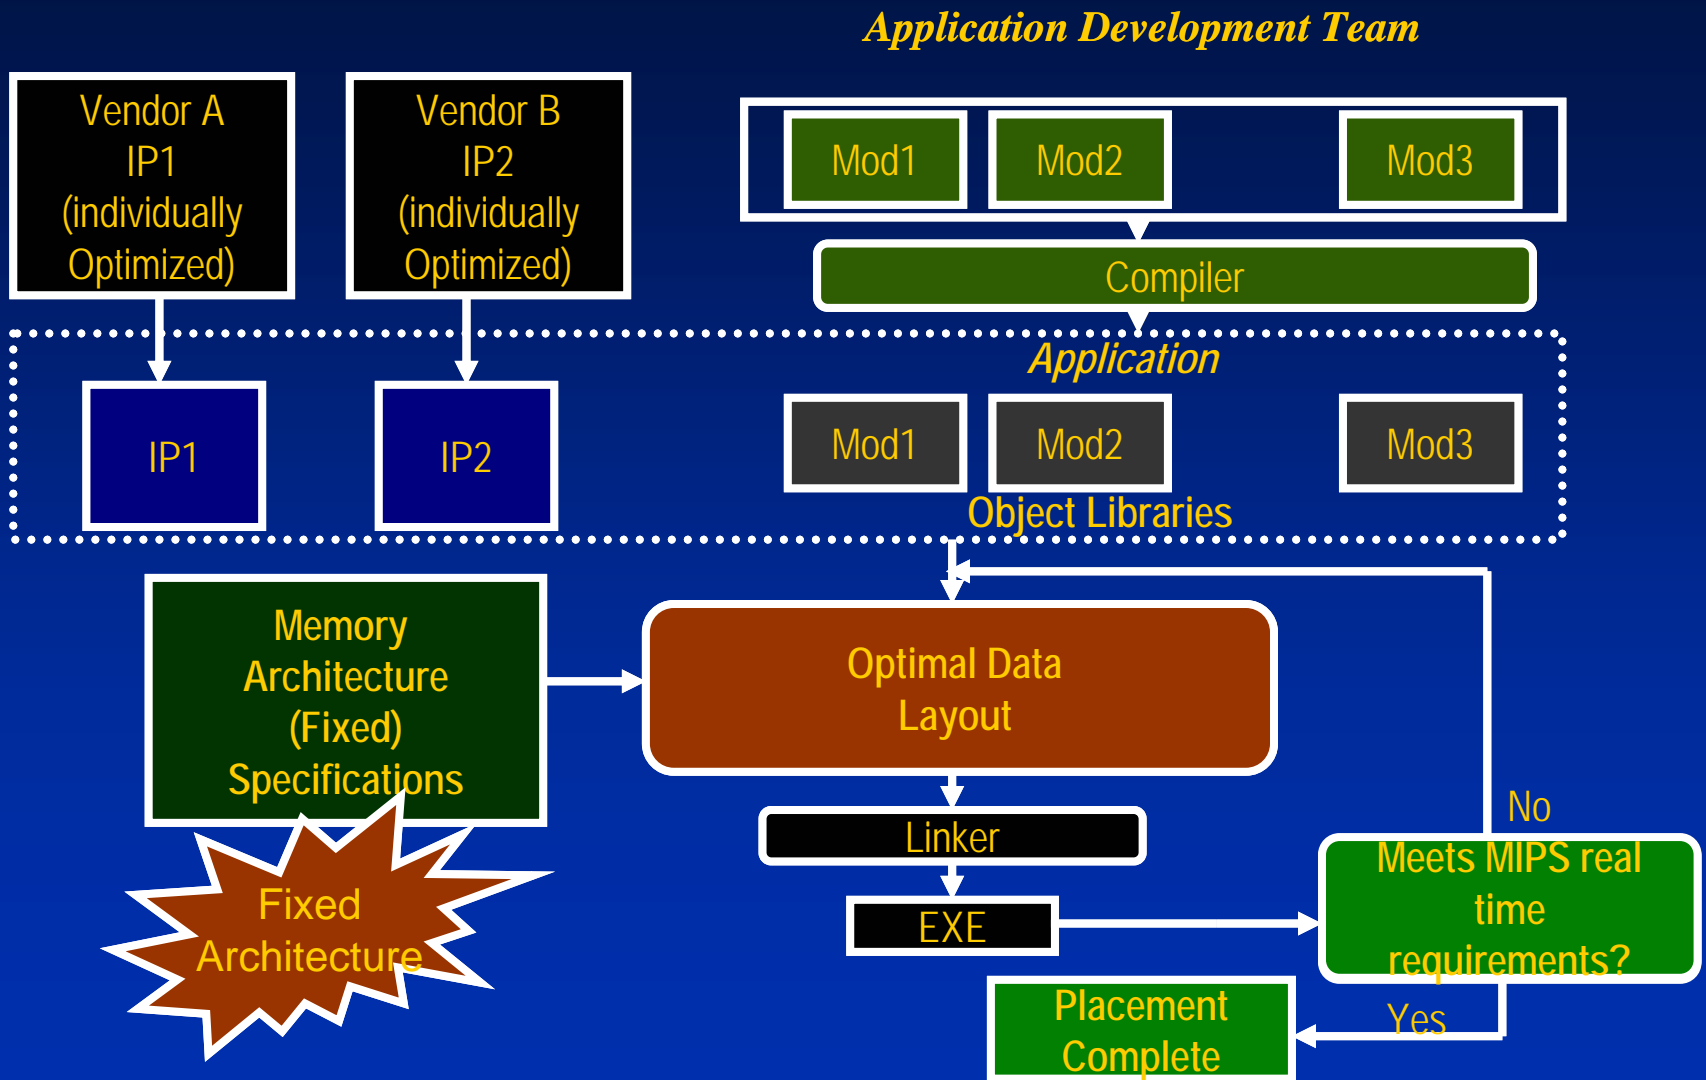 Application Development Team
Vendor A
IP1
(individually
Optimized)
Vendor B
IP2
(individually
Optimized)
Mod1
Mod2
Mod3
Compiler
Application
IP1
IP2
Mod1
Mod2
Mod3
Object Libraries
Memory
Architecture
(Fixed)
Specifications
Optimal Data
Layout
Fixed
Architecture
Linker
EXE
No
Meets MIPS real
time
requirements?
Yes
Placement
Complete